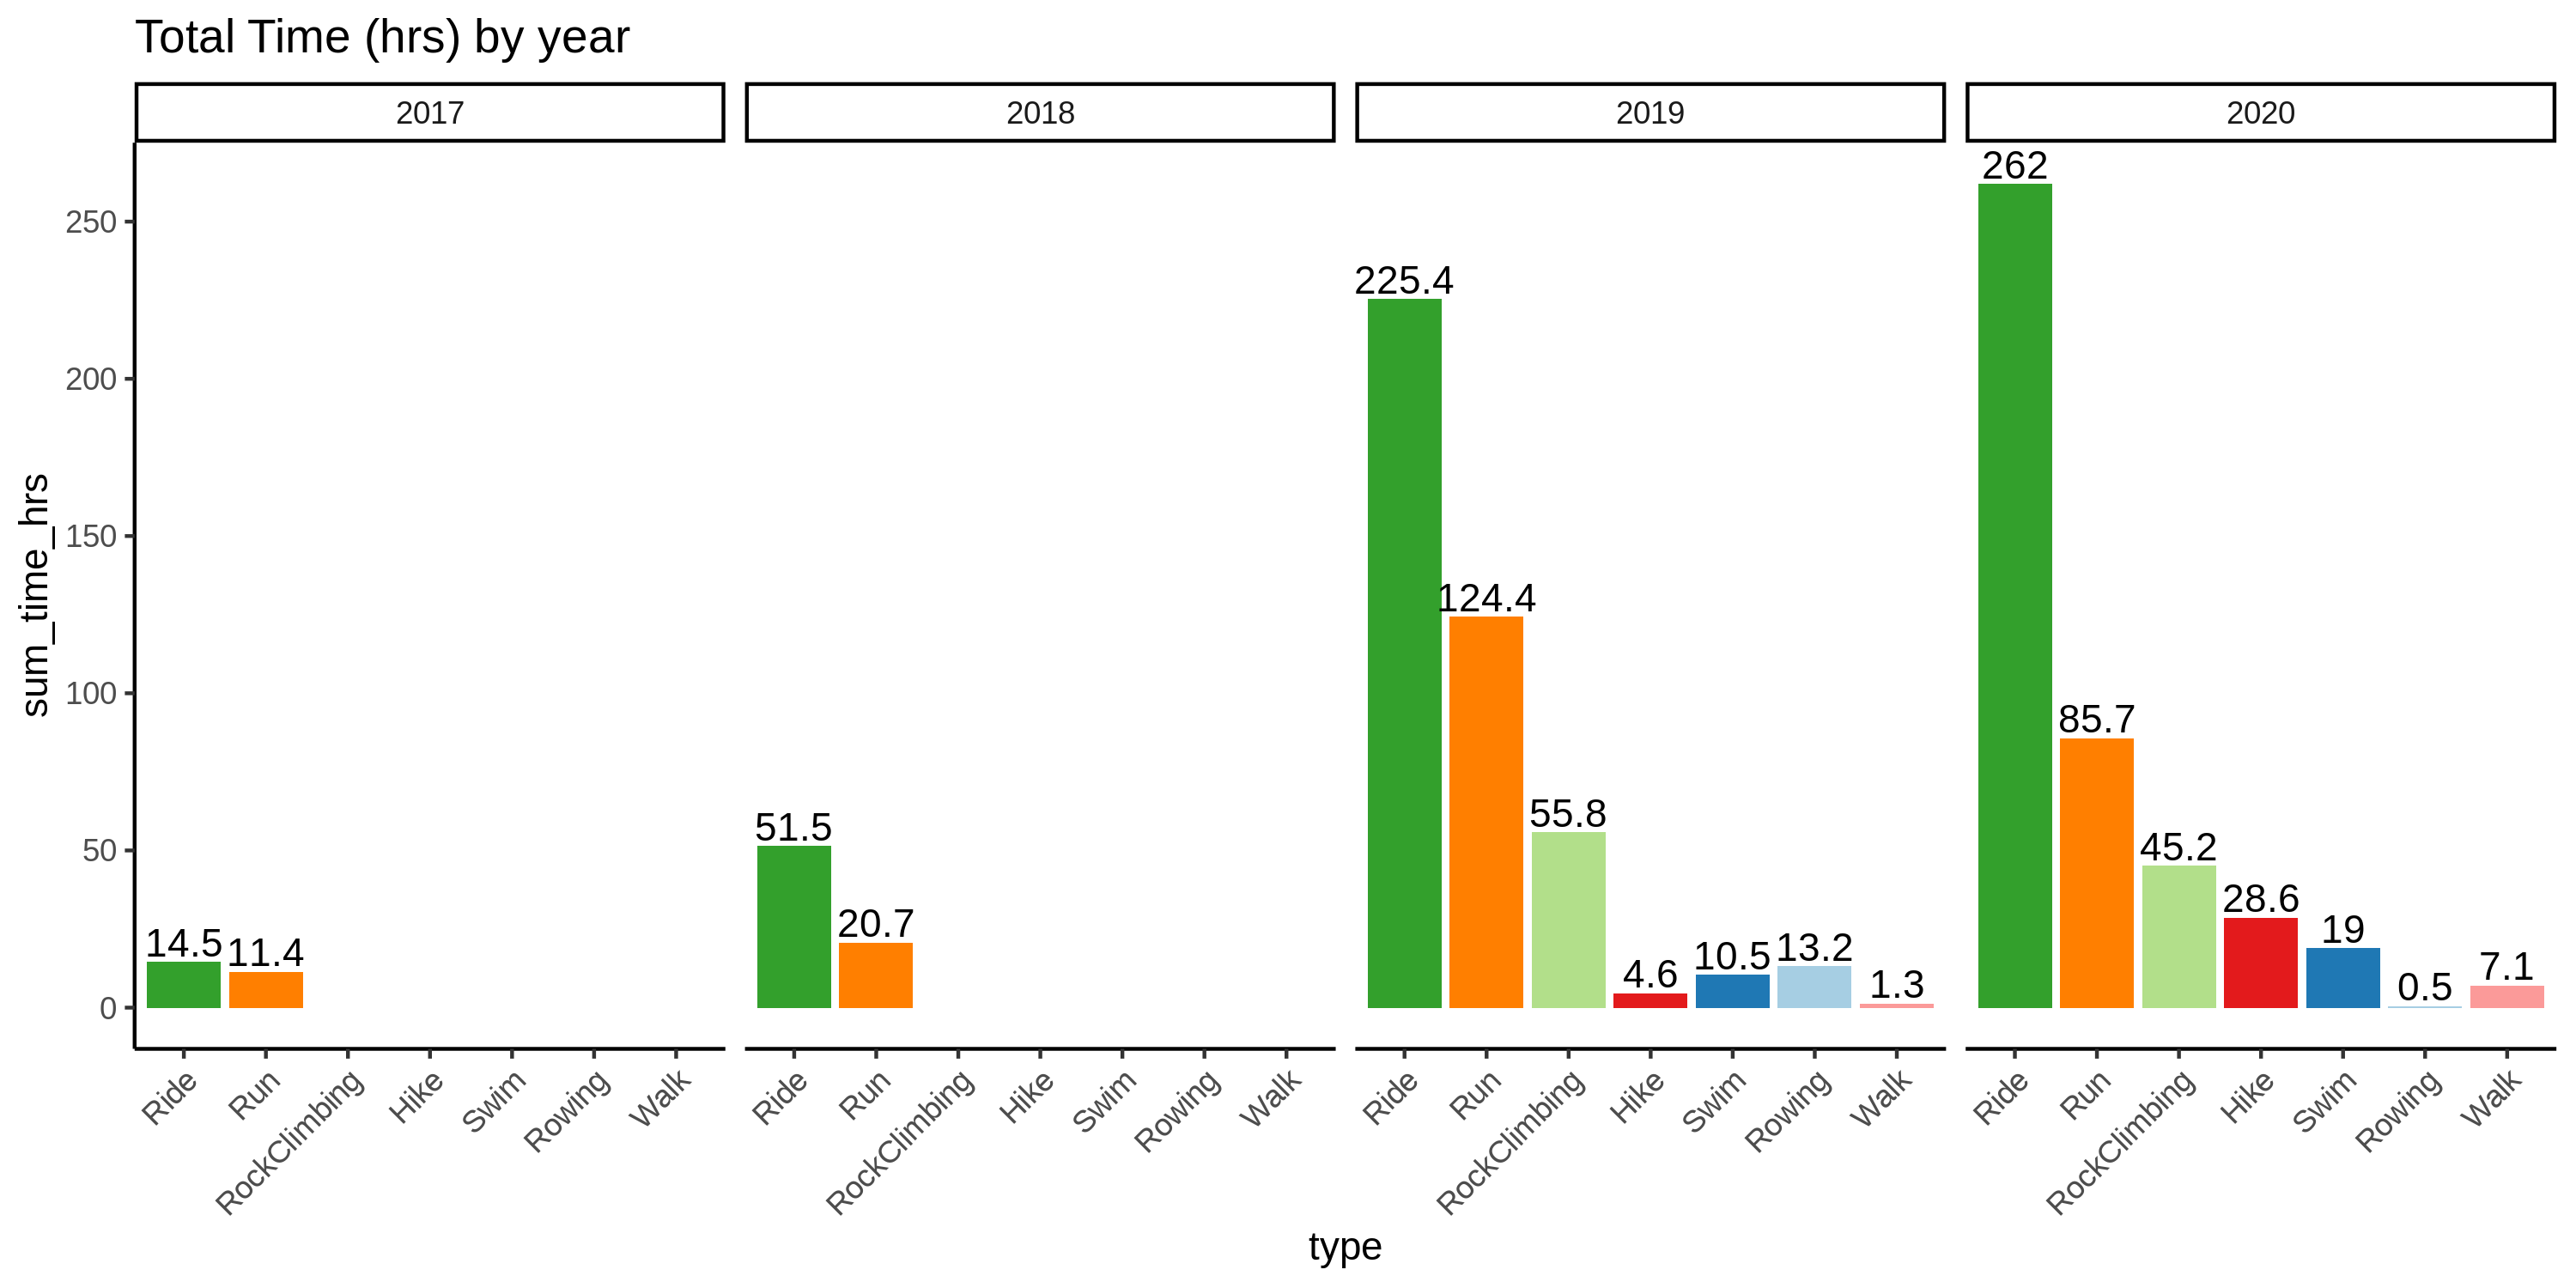 Total Time (hrs) by year
2017 2018 2019 2020
sum_time_hrs
250
200
150
100
50
0
14.5 11.4
51.5 20.7
225.4 124.4 55.8 4.6 10.5 13.2 1.3
262 85.7 45.2 28.6 19 0.5 7.1
Ride Run RockClimbing Hike Swim Rowing Walk
Ride Run RockClimbing Hike Swim Rowing Walk
Ride Run RockClimbing Hike Swim Rowing Walk
Ride Run RockClimbing Hike Swim Rowing Walk
type